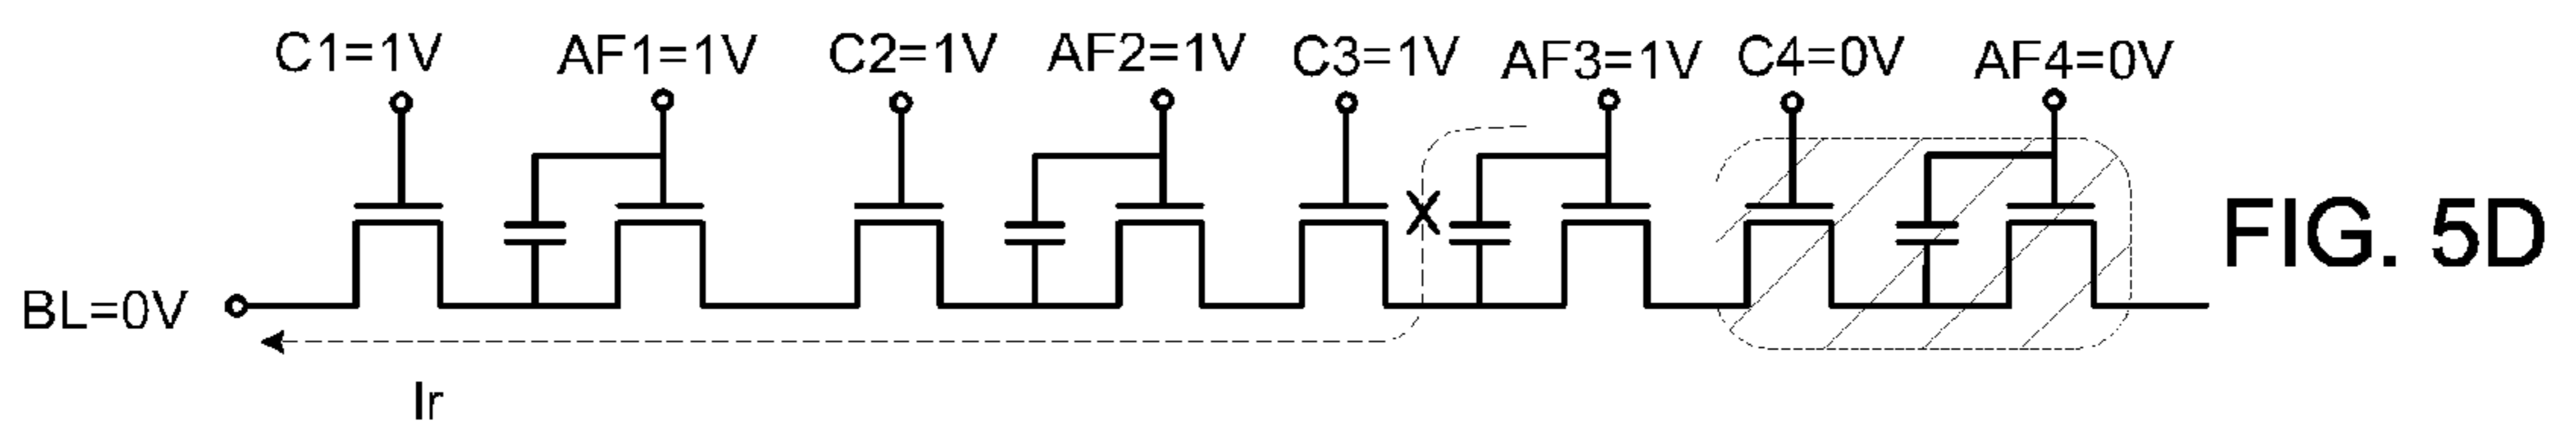 C1=1V AF1=1V C2=1V AF2=1V C3=1V AF3=1V C4=0V AF4=0V
X
FIG. 5D
BL=0V
Ir